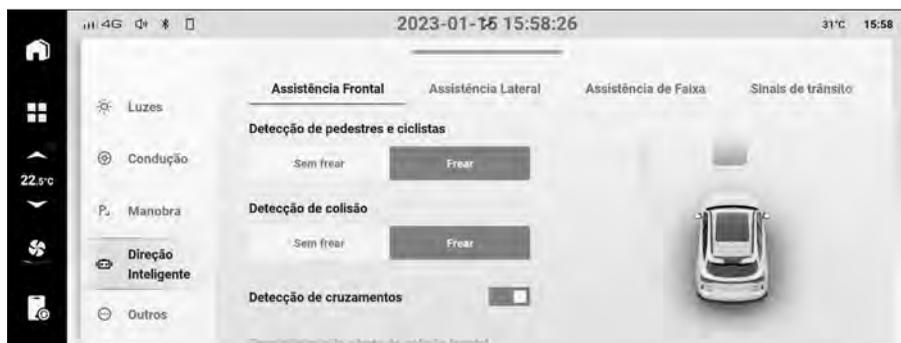 4G
2023-01-15 15:58:26
31°C 15:58
Assistência Frontal Assistência Lateral Assistência de Faixa Sinais de trânsito
Luzes
Detecção de pedestres e ciclistas
Condução
Sem frear Frear
22.5°C
Manobra
Detecção de colisão
Sem frear Frear
Direção
Inteligente
Detecção de cruzamentos
Outros